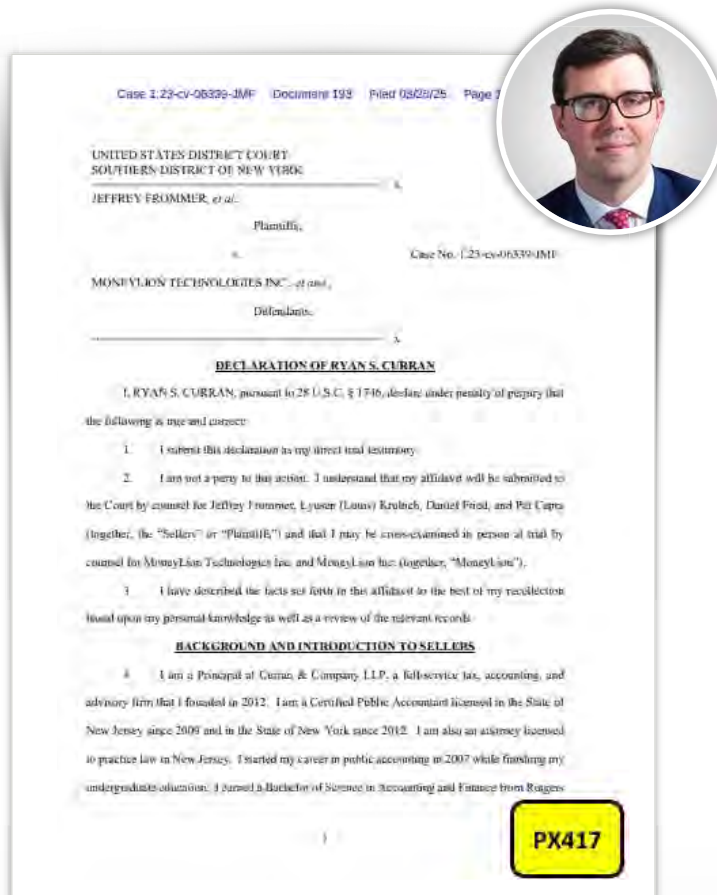 Case 1:23-cv-06339-JMF Document 193 Filed 03/28/25 Page 1
UNITED STATES DISTRICT COURT
SOUTHERN DISTRICT OF NEW YORK
x
JEFFREY FROMMER, et al.,
Plaintiffs,
v.
Case No. 1:23-cv-06339-JMF
MONEYLION TECHNOLOGIES INC.,
Defendants.
x
DECLARATION OF RYAN S. CURRAN
I, RYAN S. CURRAN, pursuant to 28 U.S.C. § 1746, declare under penalty of perjury that
the following is true and correct:
1. I submit this declaration as my direct trial testimony.
2. I am not a party to this action. I understand that my affidavit will be submitted to
the Court by counsel for Jeffrey Frommer, Lyusen (Louis) Krubich, Daniel Fried, and Pat Capra
(together, the “Sellers” or “Plaintiffs”) and that I may be cross-examined in person at trial by
counsel for MoneyLion Technologies Inc. and MoneyLion Inc. (together, “MoneyLion”).
3. I have described the facts set forth in this affidavit to the best of my recollection
based upon my personal knowledge as well as a review of the relevant records.
BACKGROUND AND INTRODUCTION TO SELLERS
4. I am a Principal at Curran & Company LLP, a full-service tax, accounting, and
advisory firm that I founded in 2012. I am a Certified Public Accountant licensed in the State of
New Jersey since 2009 and in the State of New York since 2012. I am also an attorney licensed
to practice law in New Jersey. I started my career in public accounting in 2007 while finishing my
undergraduate education. I earned a Bachelor of Science in Accounting and Finance from Rutgers
1
PX417